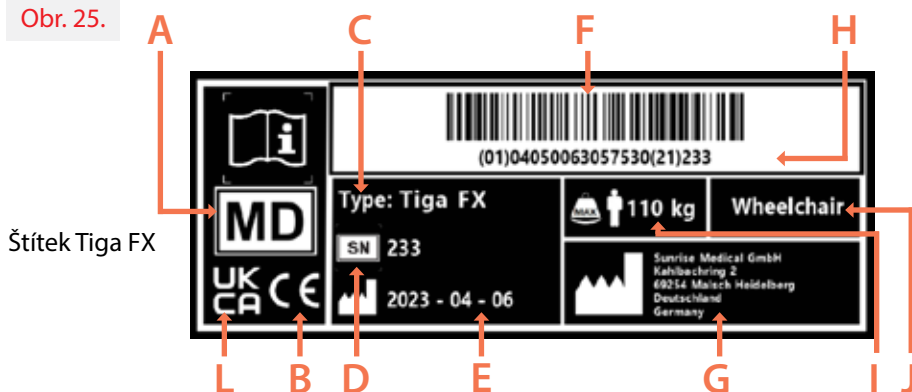 Obr. 25.
A C F H
(01)04050063057530(21)233
MD
Type: Tiga FX
MAX 110 kg
Wheelchair
Štítek Tiga FX
SN 233
UK
CA CE
2023 - 04 - 06
Sunrise Medical GmbH
Kahlbachring 2
69254 Malsch Heidelberg
Deutschland
Germany
L B D E G I J